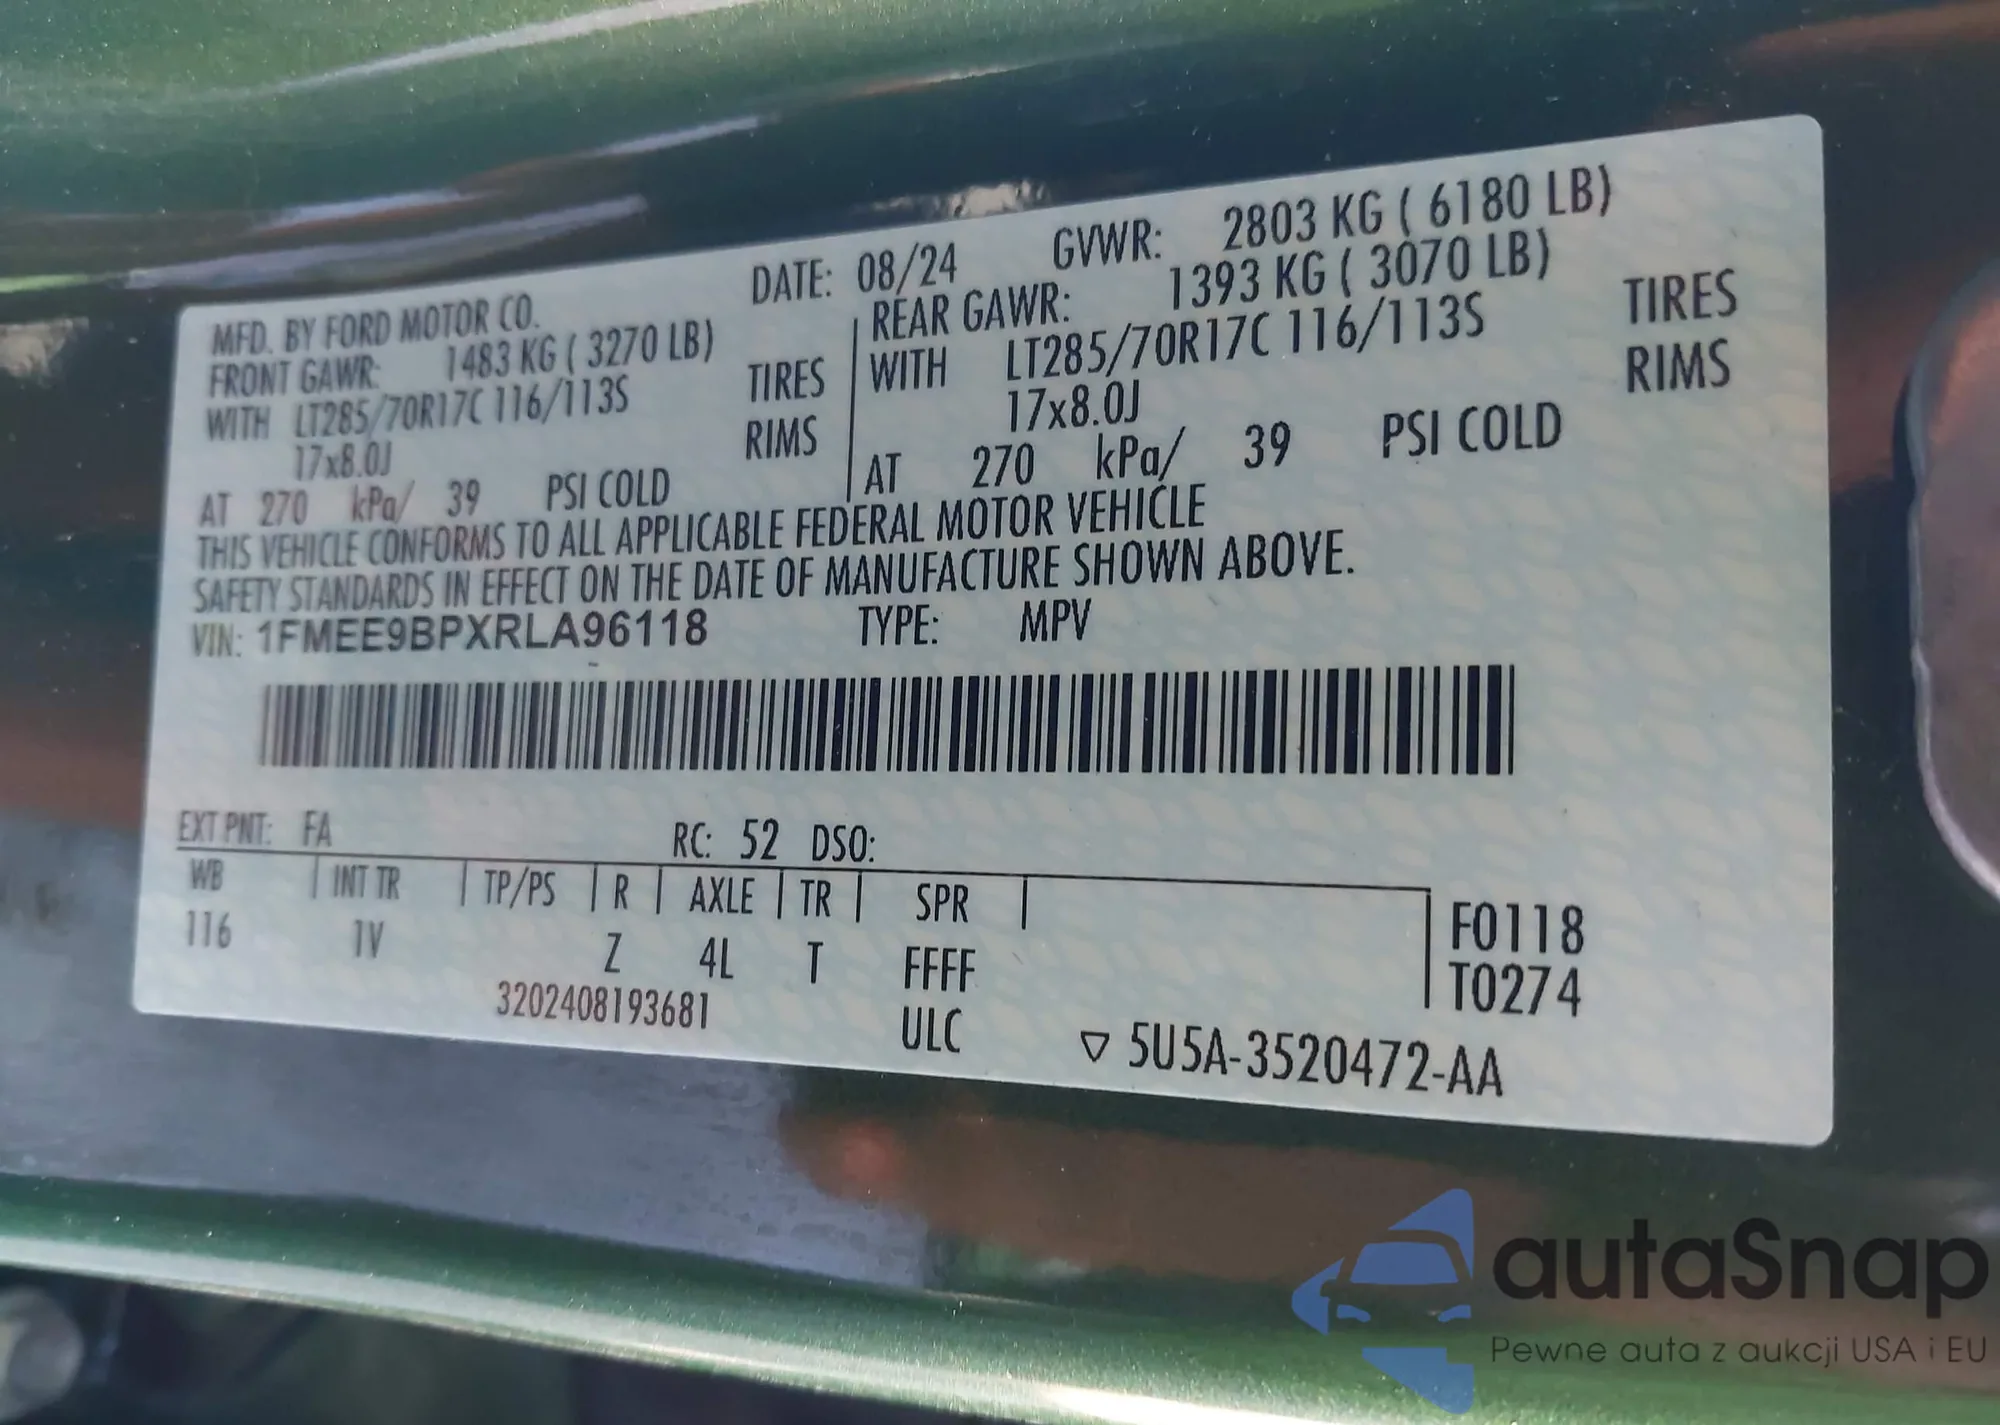 MFD. BY FORD MOTOR CO. DATE: 08/24 GVWR: 2803 KG ( 6180 LB)
FRONT GAWR: 1483 KG ( 3270 LB)
WITH LT285/70R17C 116/113S TIRES
17x8.0J RIMS
AT 270 kPa/ 39 PSI COLD
REAR GAWR: 1393 KG ( 3070 LB)
WITH LT285/70R17C 116/113S TIRES
17x8.0J RIMS
AT 270 kPa/ 39 PSI COLD
THIS VEHICLE CONFORMS TO ALL APPLICABLE FEDERAL MOTOR VEHICLE
SAFETY STANDARDS IN EFFECT ON THE DATE OF MANUFACTURE SHOWN ABOVE.
VIN: 1FMEE9BPXRLA96118 TYPE: MPV
EXT PNT: FA RC: 52 DSO:
WB INT TR TP/PS R AXLE TR SPR
116 1V Z 4L T FFFF
F0118
T0274
3202408193681 ULC
▽ 5U5A-3520472-AA
autaSnap
Pewne auta z aukcji USA i EU